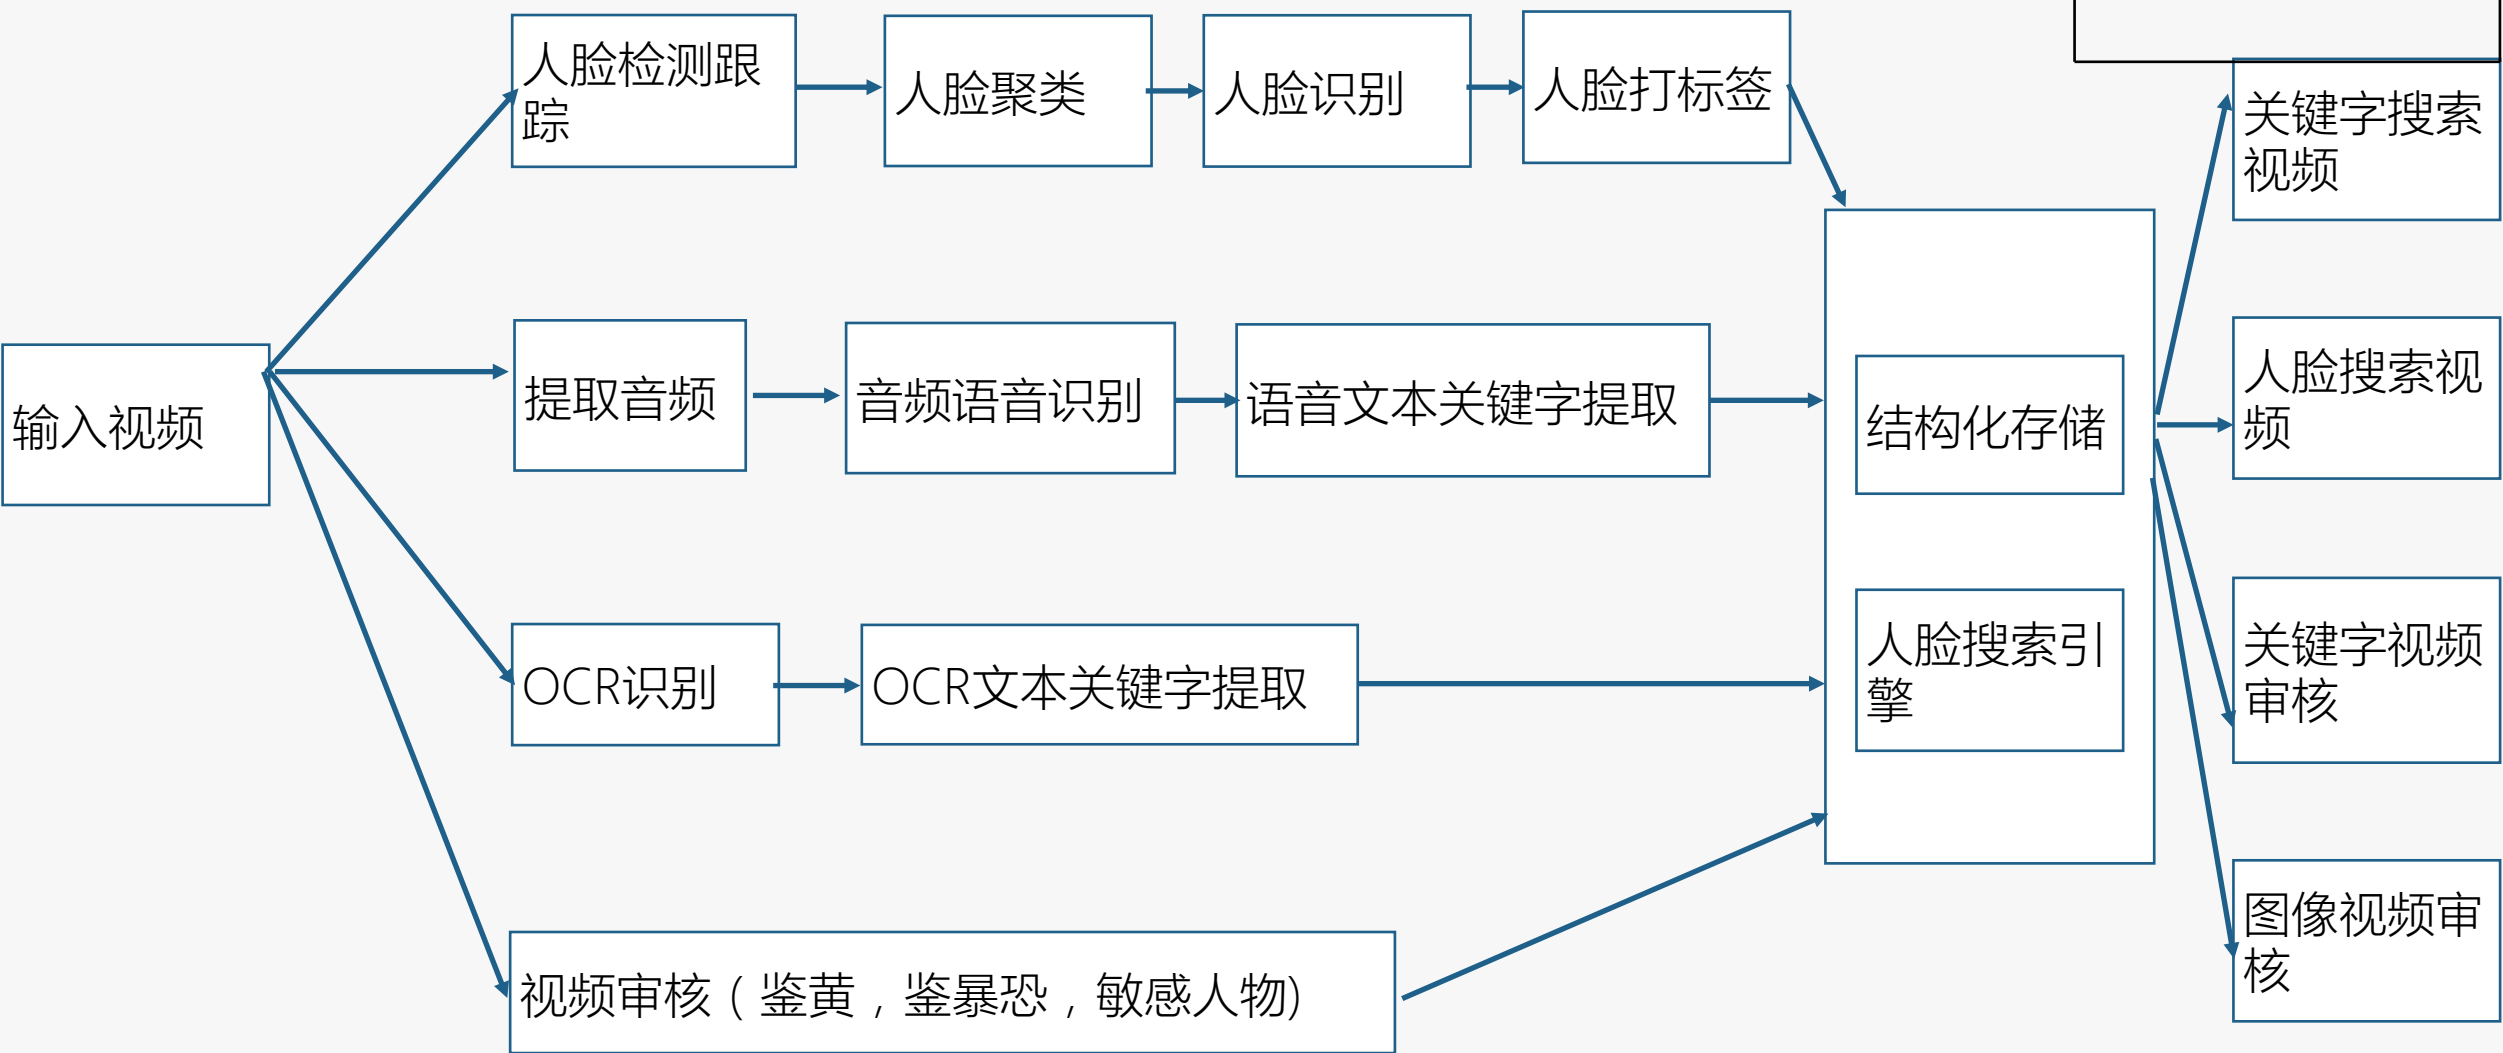 人脸检测跟
踪
人脸聚类
人脸识别
人脸打标签
关键字搜索
视频
输入视频
提取音频
音频语音识别
语音文本关键字提取
结构化存储
人脸搜索视
频
OCR识别
OCR文本关键字提取
人脸搜索引
擎
关键字视频
审核
视频审核（鉴黄，鉴暴恐，敏感人物)
图像视频审
核